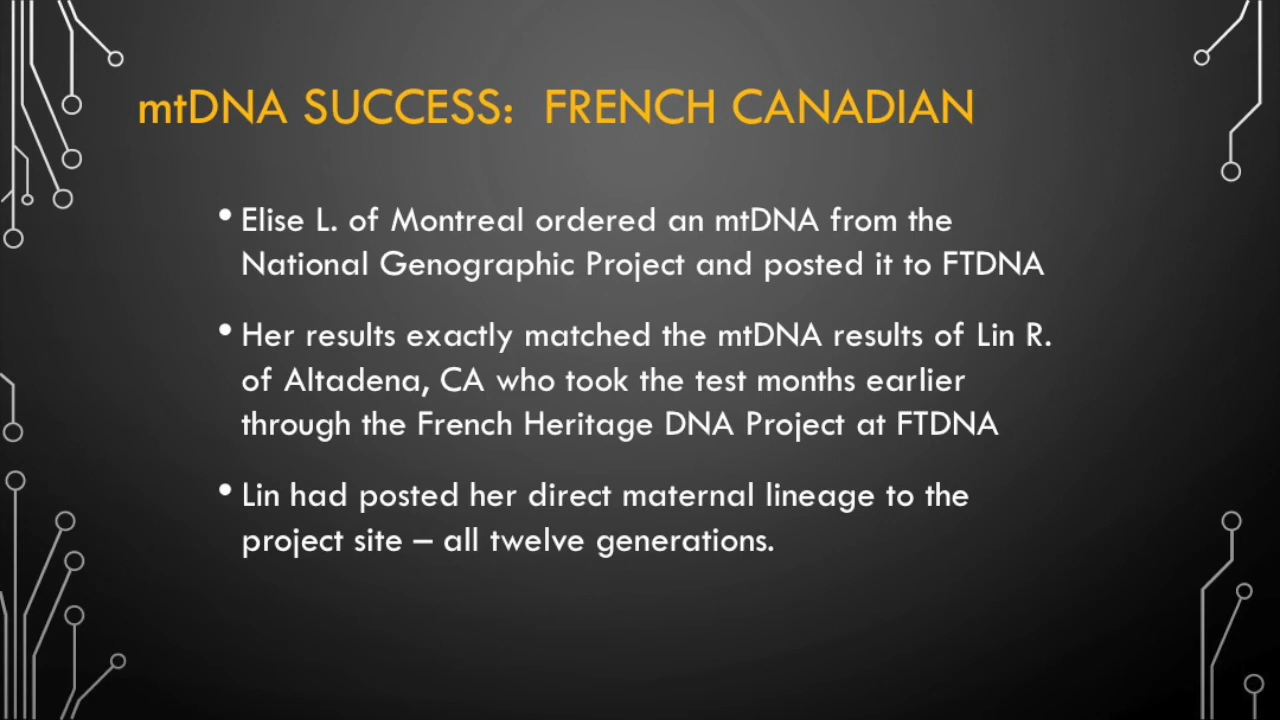 mtDNA SUCCESS:  FRENCH CANADIAN
• Elise L. of Montreal ordered an mtDNA from the
National Genographic Project and posted it to FTDNA
• Her results exactly matched the mtDNA results of Lin R.
of Altadena, CA who took the test months earlier
through the French Heritage DNA Project at FTDNA
• Lin had posted her direct maternal lineage to the
project site – all twelve generations.